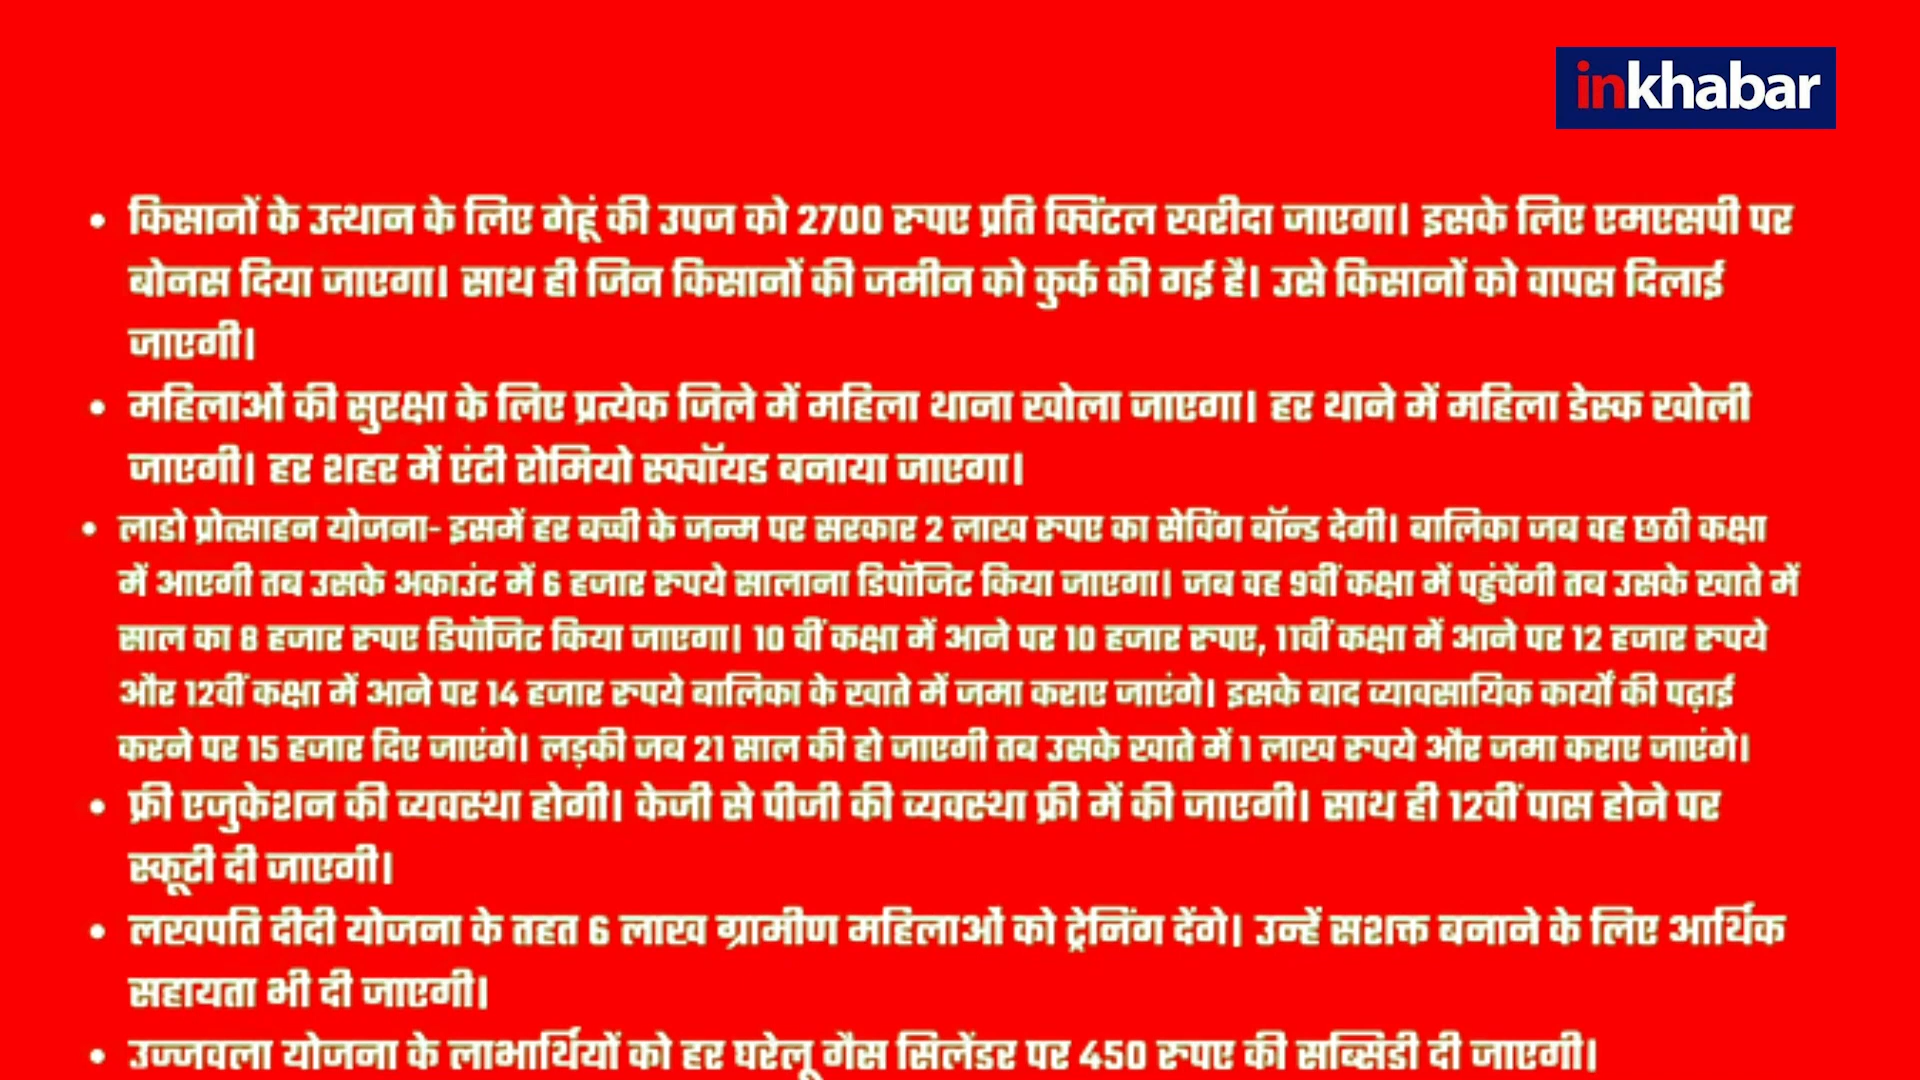 inkhabar
• किसानों के उत्त्थान के लिए गेहूं की उपज को 2700 रुपए प्रति क्विंटल खरीदा जाएगा। इसके लिए एमएसपी पर
बोनस दिया जाएगा। साथ ही जिन किसानों की जमीन को कुर्क की गई है। उसे किसानों को वापस दिलाई
जाएगी।
• महिलाओं की सुरक्षा के लिए प्रत्येक जिले में महिला थाना खोला जाएगा। हर थाने में महिला डेस्क खोली
जाएगी। हर शहर में एंटी रोमियो स्क्वॉयड बनाया जाएगा।
• लाडो प्रोत्साहन योजना- इसमें हर बच्ची के जन्म पर सरकार 2 लाख रुपए का सेविंग बॉन्ड देगी। बालिका जब वह छठी कक्षा
में आएगी तब उसके अकाउंट में 6 हजार रुपये सालाना डिपॉजिट किया जाएगा। जब वह 9वीं कक्षा में पहुंचेंगी तब उसके खाते में
साल का 8 हजार रुपए डिपॉजिट किया जाएगा। 10 वीं कक्षा में आने पर 10 हजार रुपए, 11वीं कक्षा में आने पर 12 हजार रुपये
और 12वीं कक्षा में आने पर 14 हजार रुपये बालिका के खाते में जमा कराए जाएंगे। इसके बाद व्यावसायिक कार्यों की पढ़ाई
करने पर 15 हजार दिए जाएंगे। लड़की जब 21 साल की हो जाएगी तब उसके खाते में 1 लाख रुपये और जमा कराए जाएंगे।
• फ्री एजुकेशन की व्यवस्था होगी। केजी से पीजी की व्यवस्था फ्री में की जाएगी। साथ ही 12वीं पास होने पर
स्कूटी दी जाएगी।
• लखपति दीदी योजना के तहत 6 लाख ग्रामीण महिलाओं को ट्रेनिंग देंगे। उन्हें सशक्त बनाने के लिए आर्थिक
सहायता भी दी जाएगी।
• उज्जवला योजना के लाभार्थियों को हर घरेलू गैस सिलेंडर पर 450 रुपए की सब्सिडी दी जाएगी।